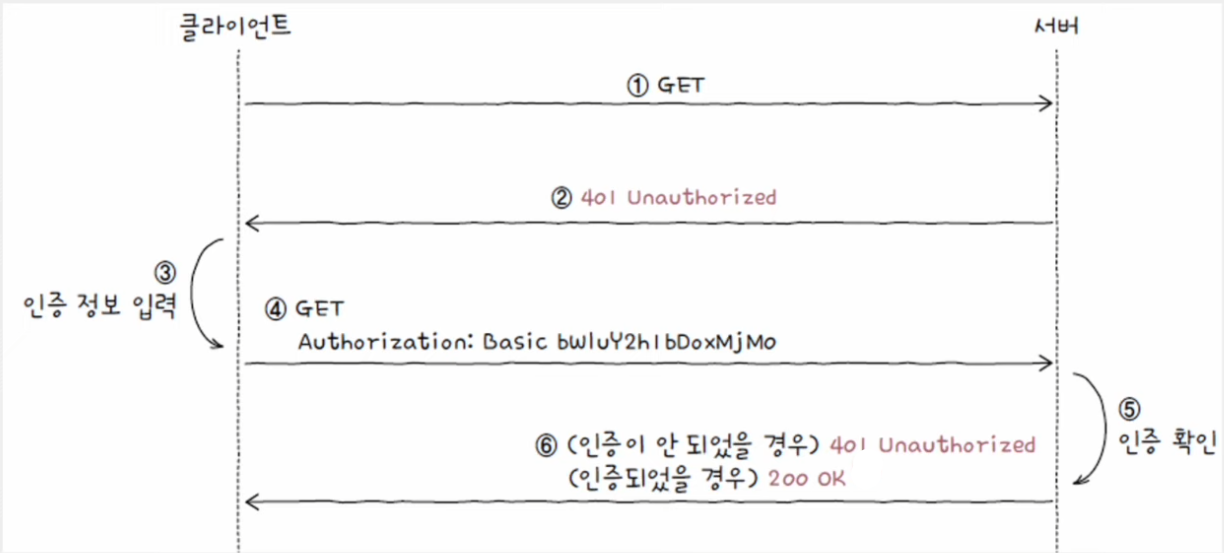 클라이언트
서버
① GET
② 401 Unauthorized
③
인증 정보 입력
④ GET
Authorization: Basic bWluY2hIbDoxMjM0
⑤
인증 확인
⑥ (인증이 안 되었을 경우) 401 Unauthorized
(인증되었을 경우) 200 OK